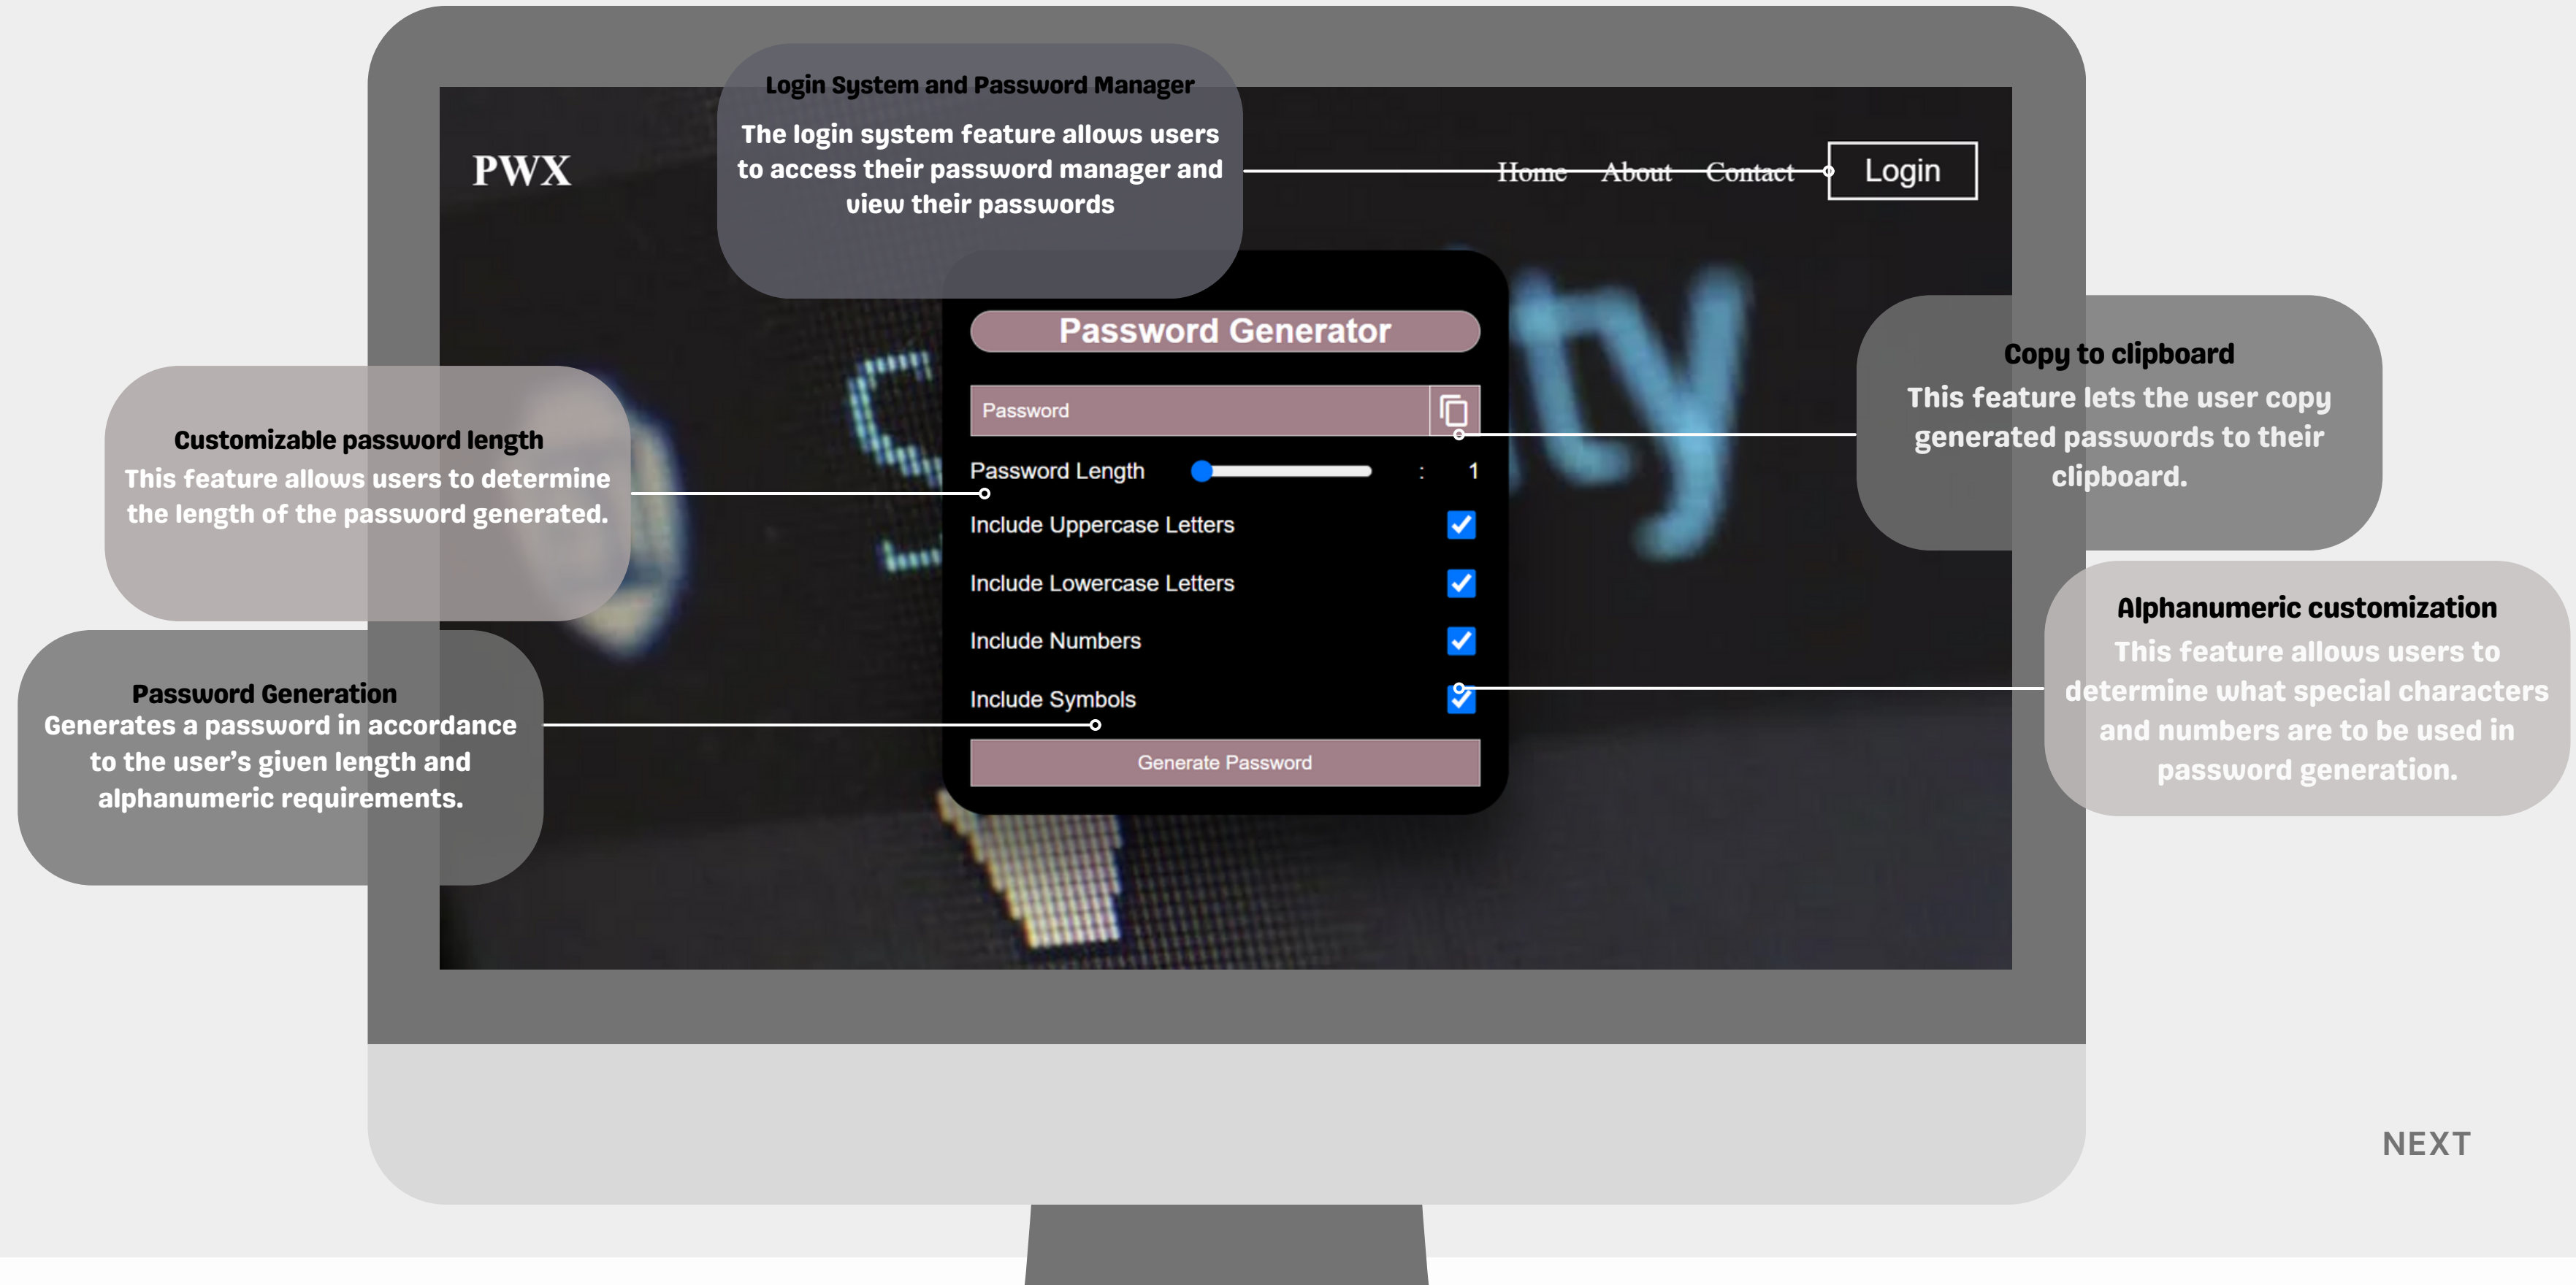 Login System and Password Manager
The login system feature allows users
to access their password manager and
view their passwords
PWX
Home About Contact Login
Password Generator
Password
Password Length : 1
Include Uppercase Letters
Include Lowercase Letters
Include Numbers
Include Symbols
Generate Password
Customizable password length
This feature allows users to determine
the length of the password generated.
Password Generation
Generates a password in accordance
to the user’s given length and
alphanumeric requirements.
Copy to clipboard
This feature lets the user copy
generated passwords to their
clipboard.
Alphanumeric customization
This feature allows users to
determine what special characters
and numbers are to be used in
password generation.
ty
NEXT